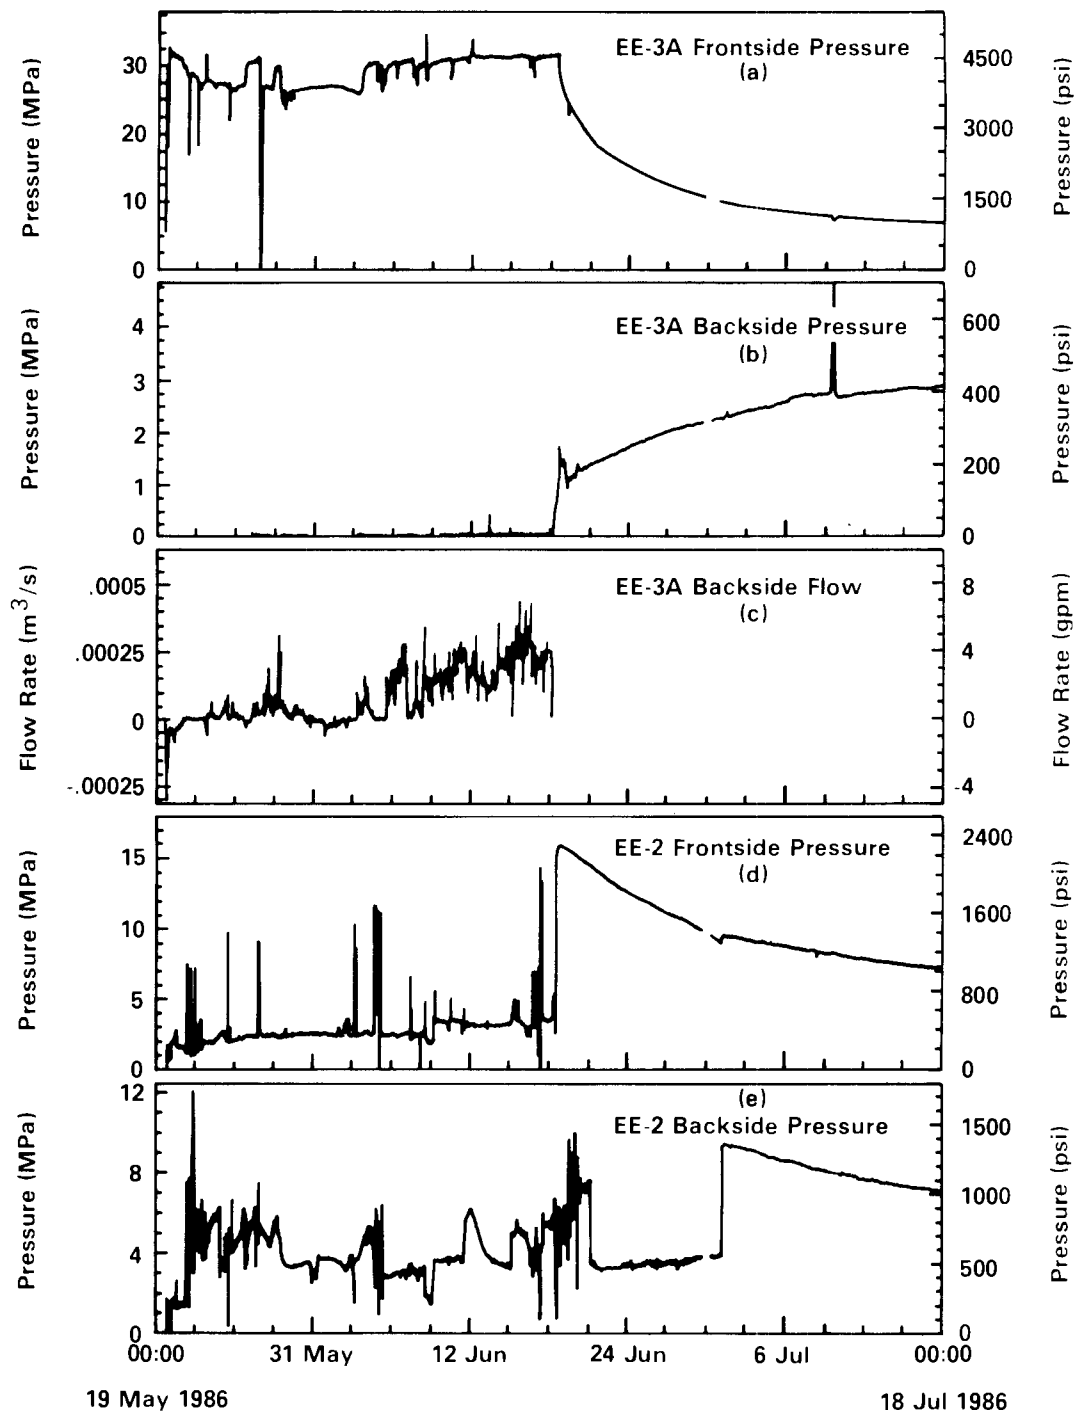 EE-3A Frontside Pressure
(a)
Pressure (MPa)
30
20
10
0
4500
3000
1500
0
Pressure (psi)
EE-3A Backside Pressure
(b)
Pressure (MPa)
4
3
2
1
0
600
400
200
0
Pressure (psi)
EE-3A Backside Flow
(c)
Flow Rate (m³/s)
.0005
.00025
0
-.00025
8
4
0
-4
Flow Rate (gpm)
EE-2 Frontside Pressure
(d)
Pressure (MPa)
15
10
5
0
2400
1600
800
0
Pressure (psi)
(e)
EE-2 Backside Pressure
Pressure (MPa)
12
8
4
0
1500
1000
500
0
Pressure (psi)
00:00 31 May 12 Jun 24 Jun 6 Jul 00:00
19 May 1986 18 Jul 1986